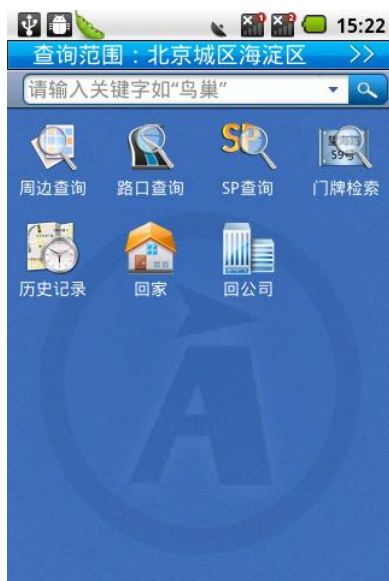 15:22
查询范围：北京城区海淀区 >>
请输入关键字如“鸟巢”
周边查询 路口查询 SP查询 门牌检索
历史记录 回家 回公司